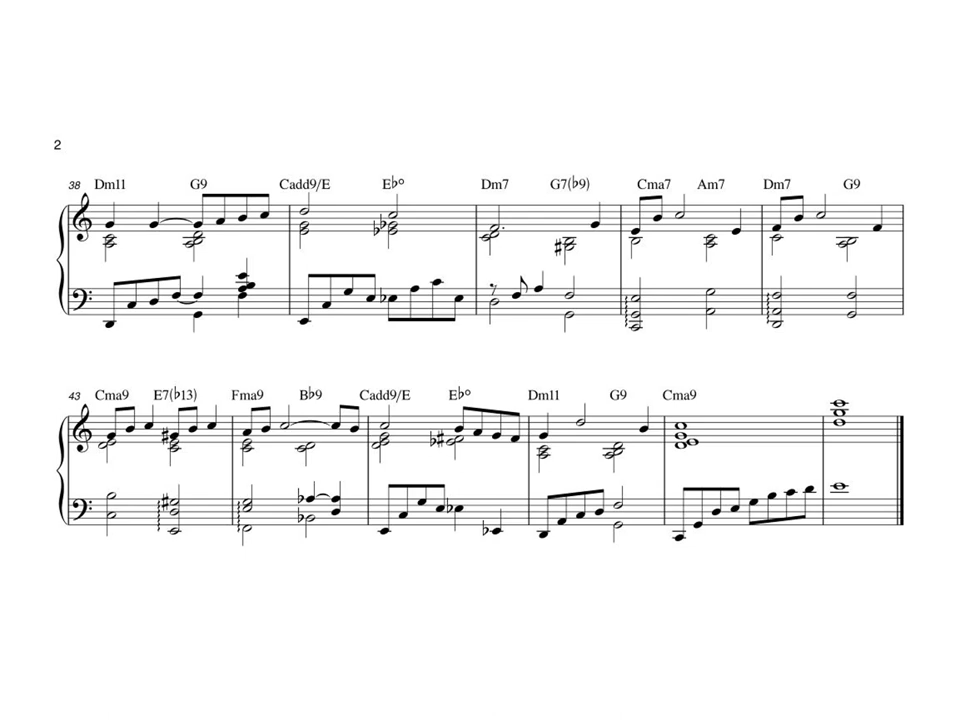 2
38 Dm11 G9 Cadd9/E E♭o Dm7 G7(♭9) Cma7 Am7 Dm7 G9
43 Cma9 E7(♭13) Fma9 B♭9 Cadd9/E E♭o Dm11 G9 Cma9